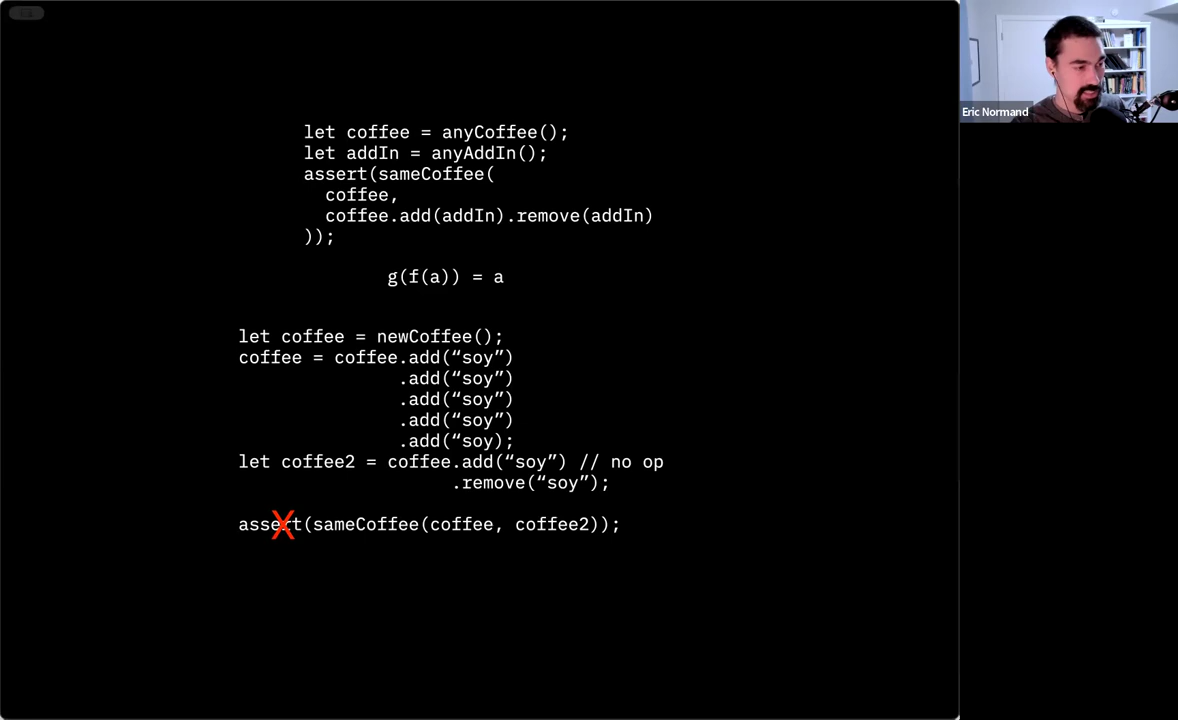 let coffee = anyCoffee();
let addIn = anyAddIn();
assert(sameCoffee(
coffee,
coffee.add(addIn).remove(addIn)
));
g(f(a)) = a
let coffee = newCoffee();
coffee = coffee.add(“soy”)
.add(“soy”)
.add(“soy”)
.add(“soy”)
.add(“soy);
let coffee2 = coffee.add(“soy”) // no op
.remove(“soy”);
assert(sameCoffee(coffee, coffee2));
X
Eric Normand